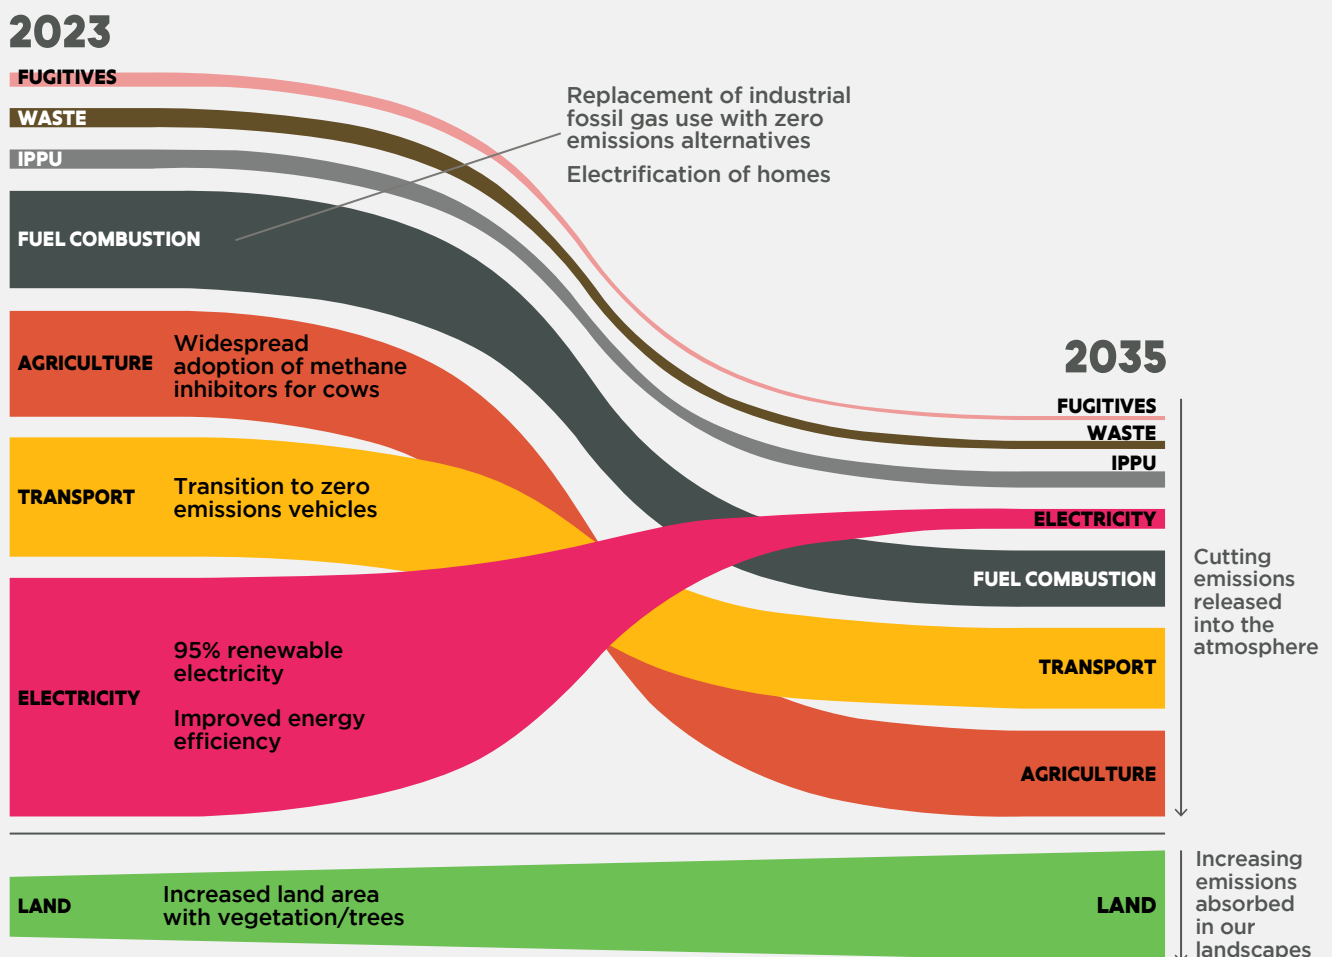 2023
FUGITIVES
WASTE
IPPU
FUEL COMBUSTION
Replacement of industrial
fossil gas use with zero
emissions alternatives
Electrification of homes
AGRICULTURE
Widespread
adoption of methane
inhibitors for cows
TRANSPORT
Transition to zero
emissions vehicles
ELECTRICITY
95% renewable
electricity
Improved energy
efficiency
2035
FUGITIVES
WASTE
IPPU
ELECTRICITY
FUEL COMBUSTION
TRANSPORT
AGRICULTURE
Cutting
emissions
released
into the
atmosphere
LAND
Increased land area
with vegetation/trees
LAND
Increasing
emissions
absorbed
in our
landscapes